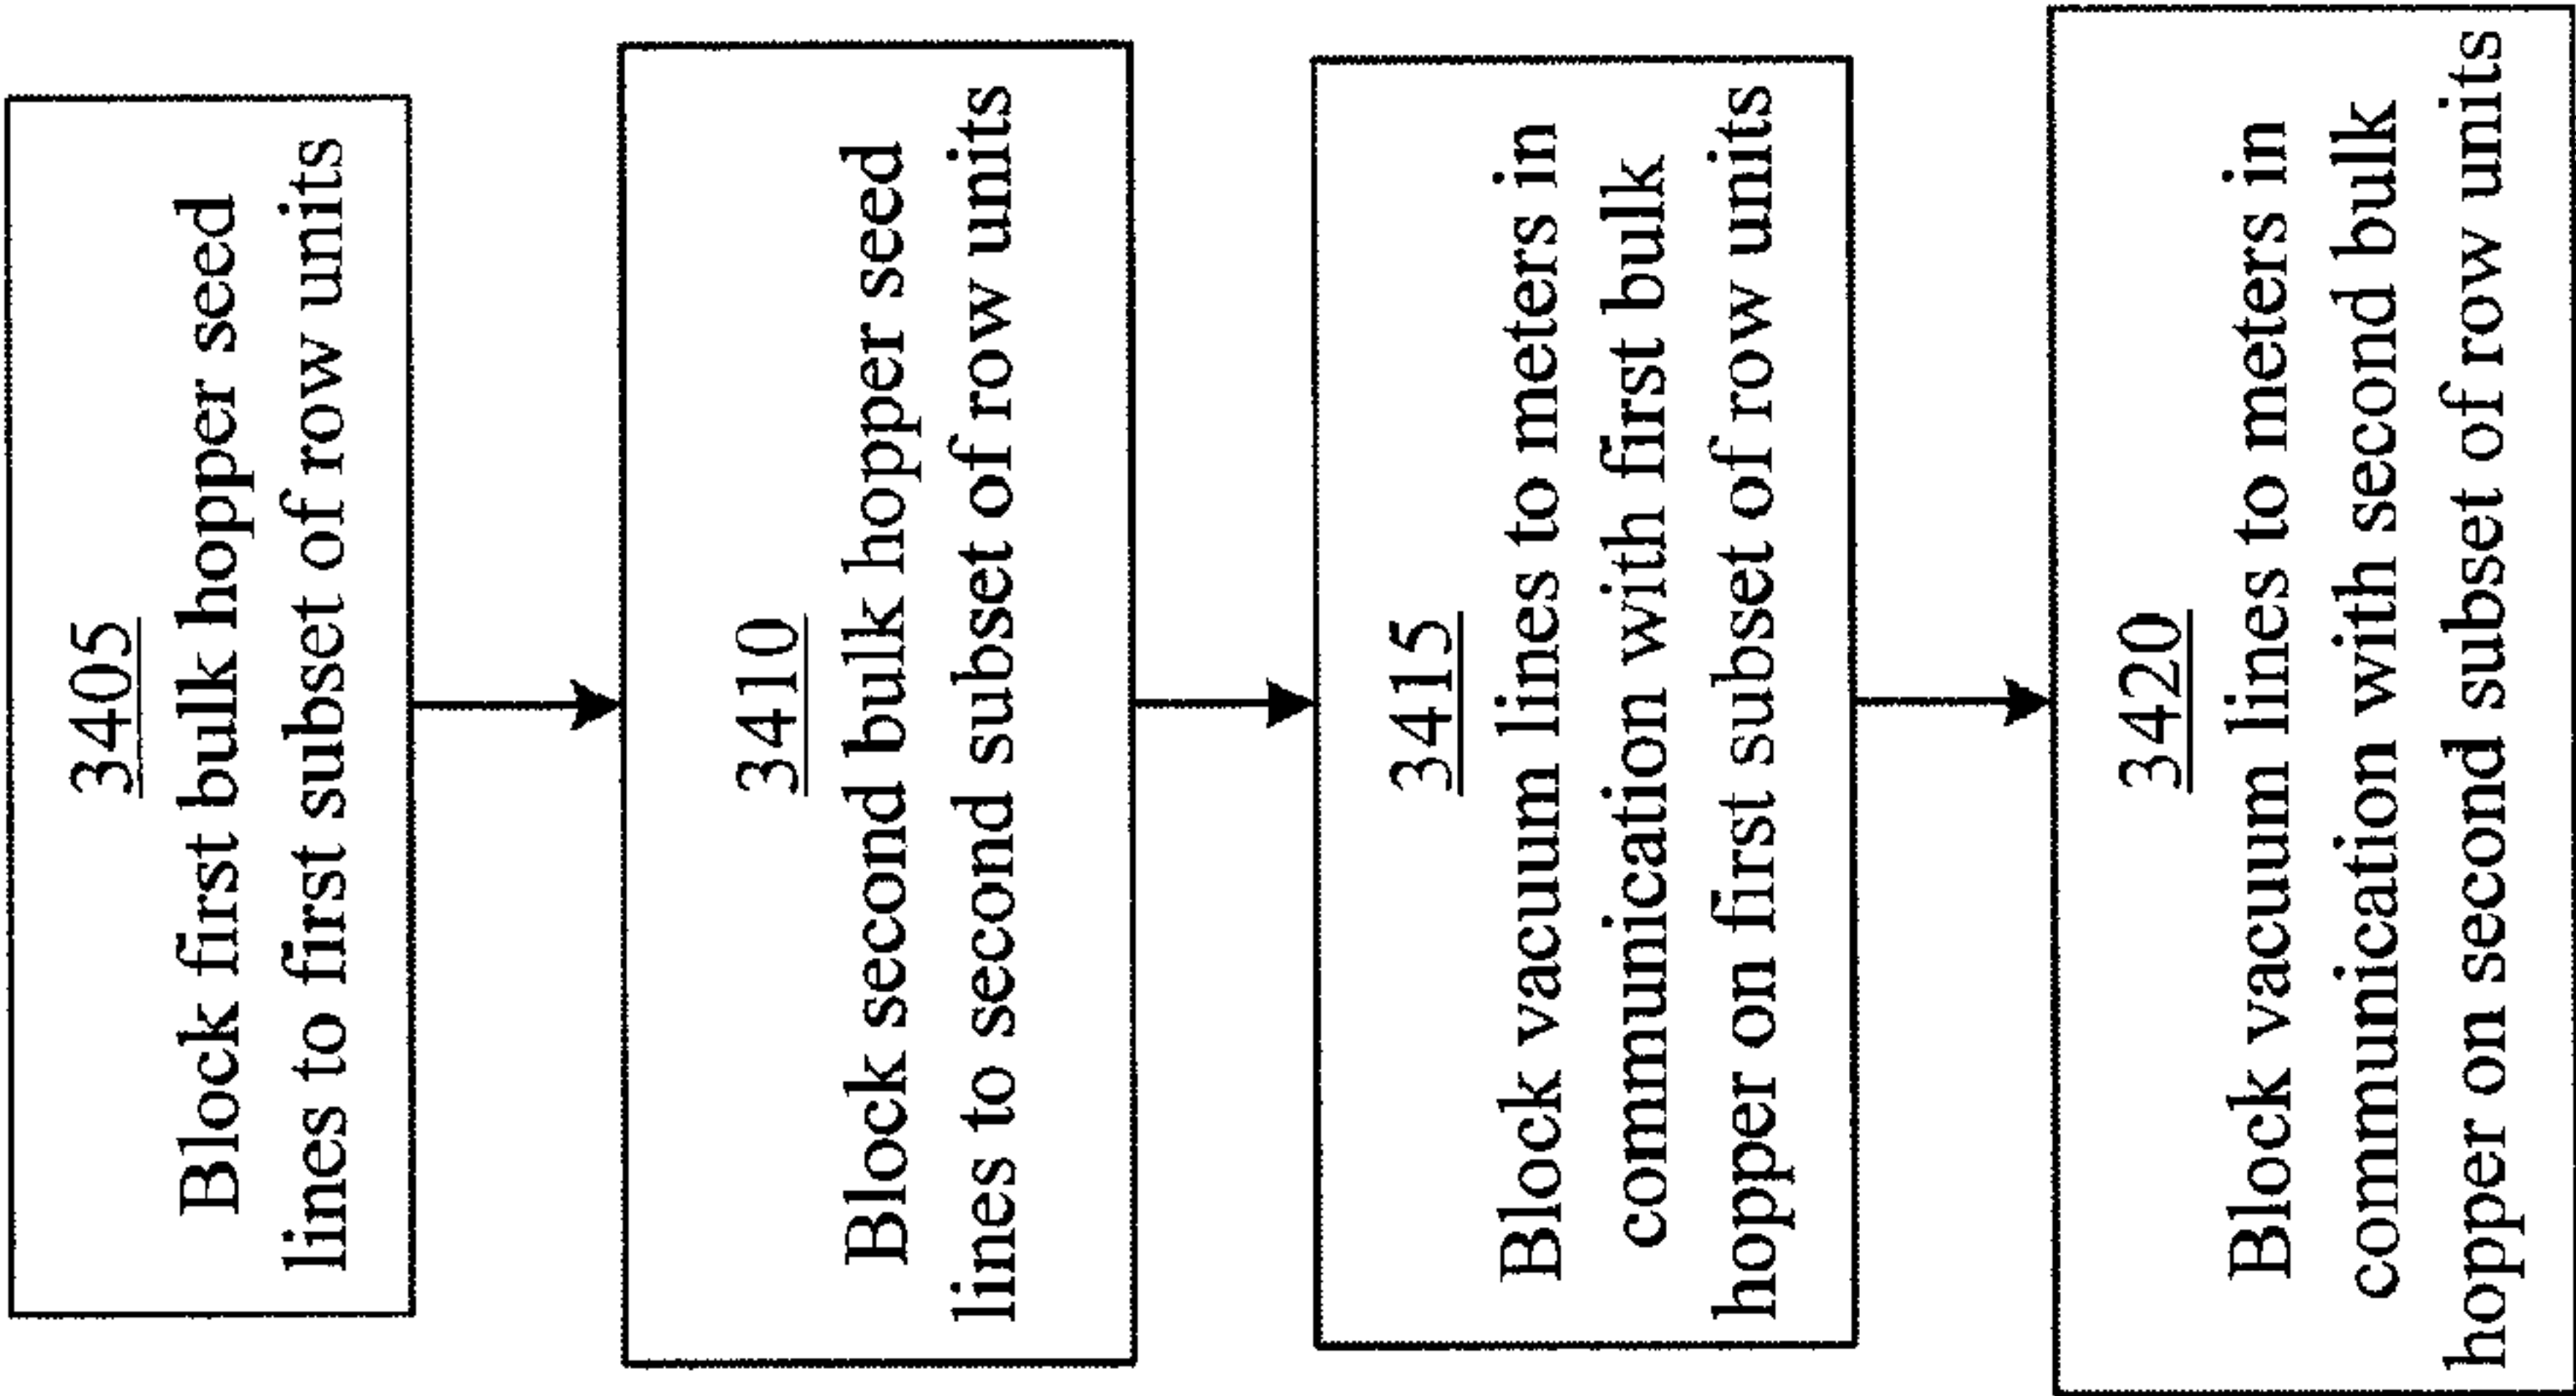 3405
Block first bulk hopper seed
lines to first subset of row units
3410
Block second bulk hopper seed
lines to second subset of row units
3415
Block vacuum lines to meters in
communication with first bulk
hopper on first subset of row units
3420
Block vacuum lines to meters in
communication with second bulk
hopper on second subset of row units